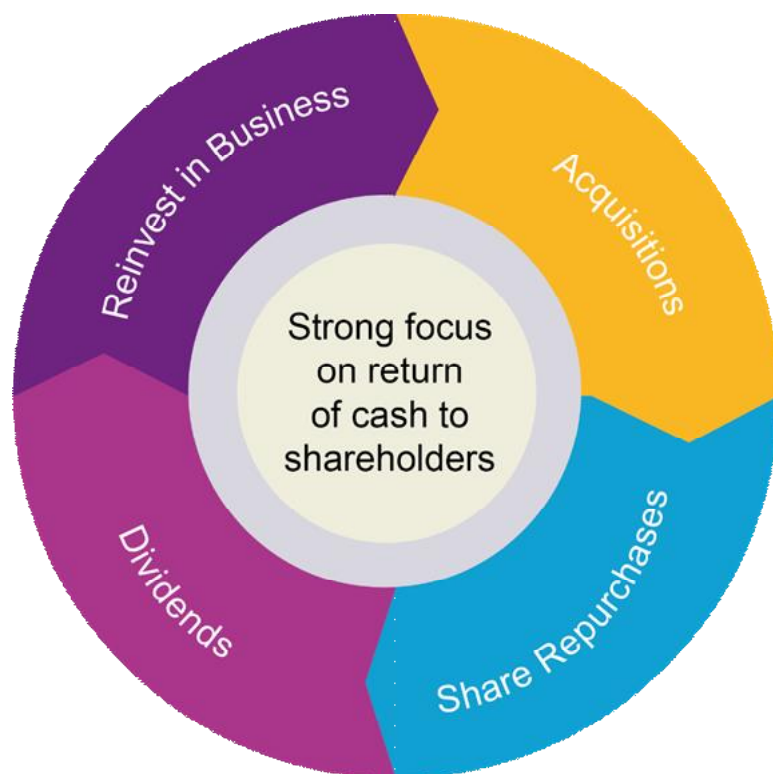 Reinvest in Business
Acquisitions
Strong focus
on return
of cash to
shareholders
Dividends
Share Repurchases